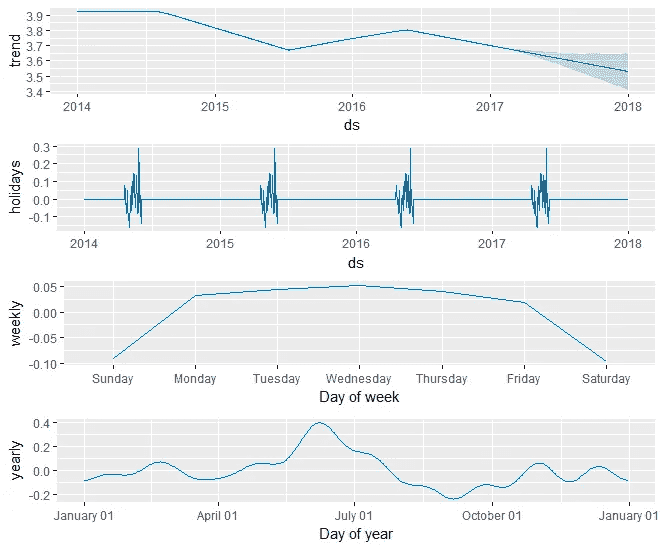 trend
3.9
3.8
3.7
3.6
3.5
3.4
2014 2015 2016 2017 2018
ds
holidays
0.3
0.2
0.1
0.0
-0.1
2014 2015 2016 2017 2018
ds
weekly
0.05
0.00
-0.05
-0.10
Sunday Monday Tuesday Wednesday Thursday Friday Saturday
Day of week
yearly
0.4
0.2
0.0
-0.2
January 01 April 01 July 01 October 01 January 01
Day of year